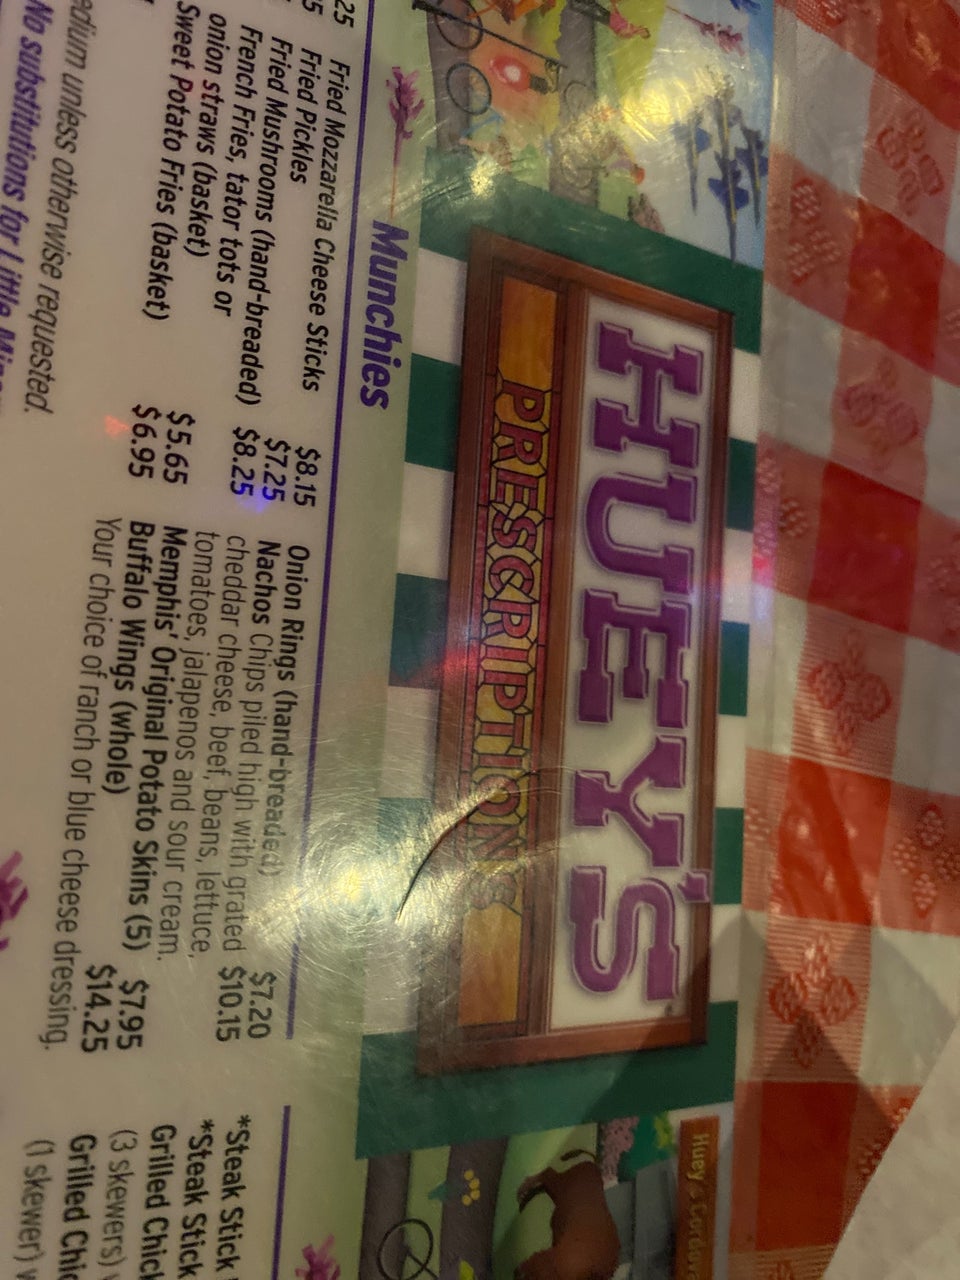 HUEY'S
PRESCRIPTIONS
Huey's
Munchies
25
Fried Mozzarella Cheese Sticks $8.15
Fried Pickles $7.25
Fried Mushrooms (hand-breaded) $8.25
French Fries, tator tots or
onion straws (basket) $5.65
Sweet Potato Fries (basket) $6.95
Onion Rings (hand-breaded) $7.20
Nachos Chips piled high with grated $10.15
cheddar cheese, beef, beans, lettuce,
tomatoes, jalapenos and sour cream.
Memphis' Original Potato Skins (5) $7.95
Buffalo Wings (whole) $14.25
Your choice of ranch or blue cheese dressing.
*Steak Stick
*Steak Stick
Grilled Chick
(3 skewers)
Grilled Chic
(1 skewer) w
edium unless otherwise requested.
No substitutions for Little